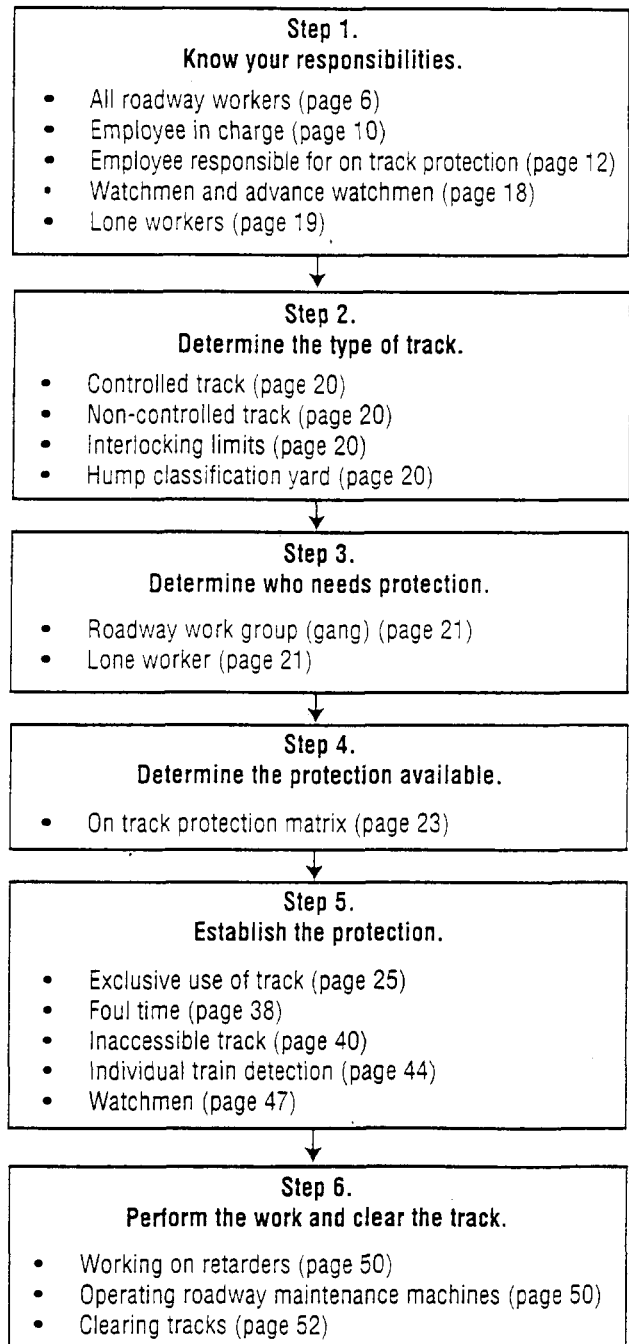 Step 1.
Know your responsibilities.
• All roadway workers (page 6)
• Employee in charge (page 10)
• Employee responsible for on track protection (page 12)
• Watchmen and advance watchmen (page 18)
• Lone workers (page 19)
Step 2.
Determine the type of track.
• Controlled track (page 20)
• Non-controlled track (page 20)
• Interlocking limits (page 20)
• Hump classification yard (page 20)
Step 3.
Determine who needs protection.
• Roadway work group (gang) (page 21)
• Lone worker (page 21)
Step 4.
Determine the protection available.
• On track protection matrix (page 23)
Step 5.
Establish the protection.
• Exclusive use of track (page 25)
• Foul time (page 38)
• Inaccessible track (page 40)
• Individual train detection (page 44)
• Watchmen (page 47)
Step 6.
Perform the work and clear the track.
• Working on retarders (page 50)
• Operating roadway maintenance machines (page 50)
• Clearing tracks (page 52)